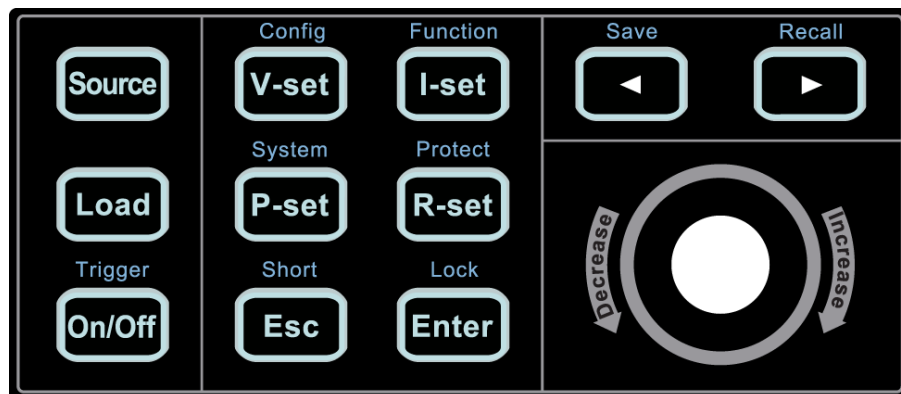 Source
Load
Trigger
On/Off
Config
Function
V-set
I-set
System
Protect
P-set
R-set
Short
Lock
Esc
Enter
Save
Recall
Decrease
Increase